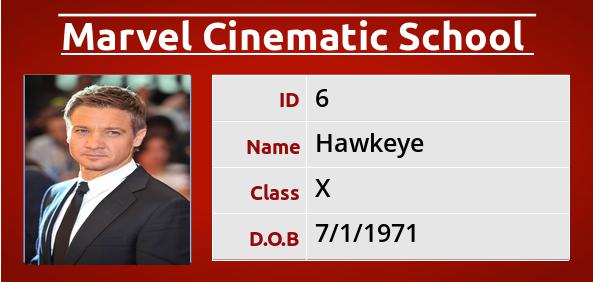 Marvel Cinematic School
ID 6
Name Hawkeye
Class X
D.O.B 7/1/1971